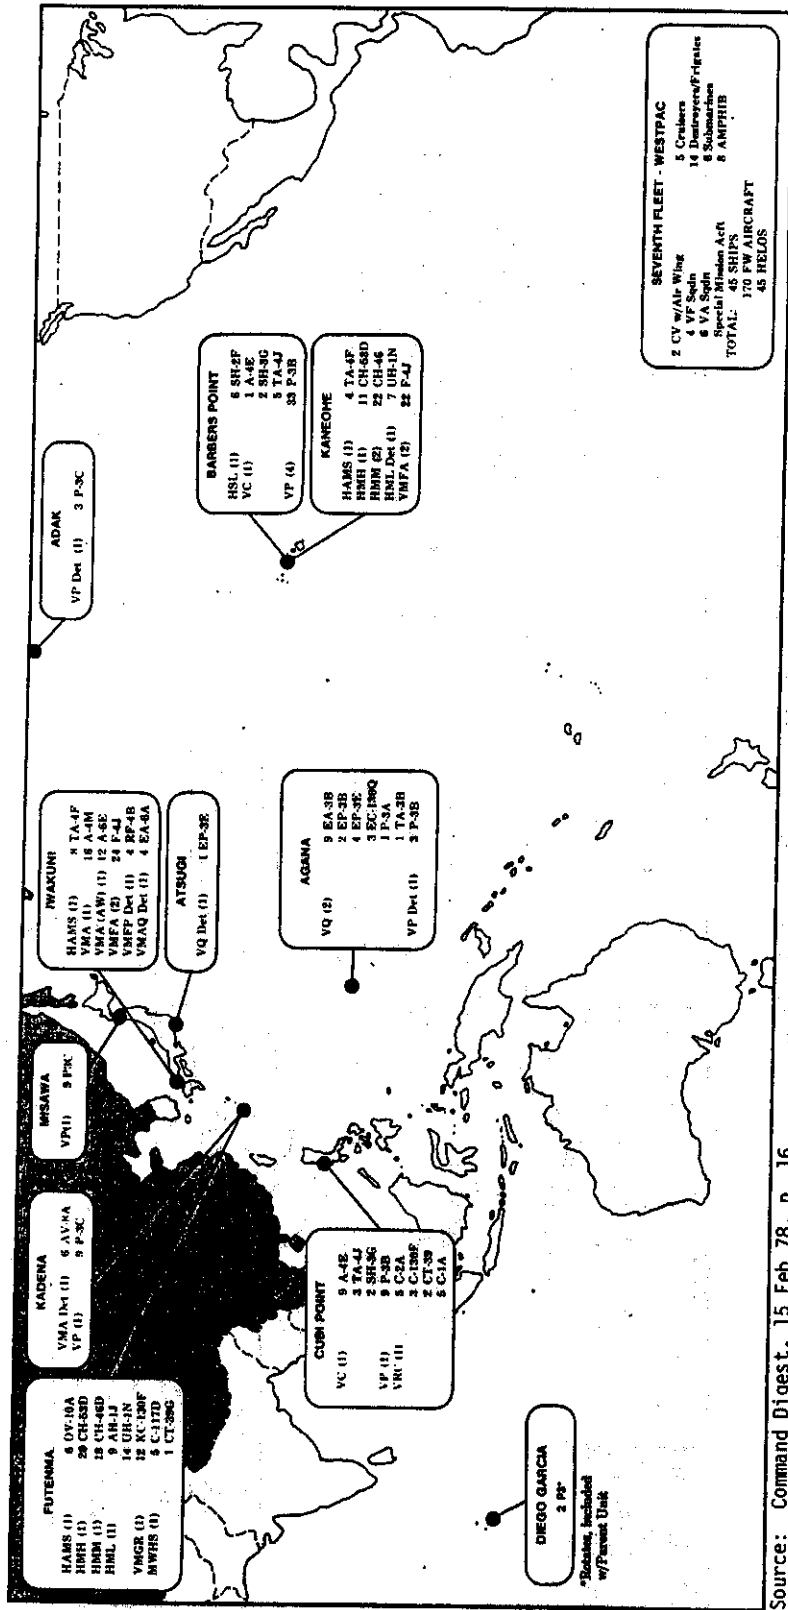 FUTENMA
HAMS (1) 6 OV-10A
HMH (1) 20 CH-53D
HMM (1) 18 CH-46D
HML (1) 9 AH-1J
14 UH-1N
VMGR (1) 12 KC-130F
MWHS (1) 5 C-117D
1 CT-39G
KADENA
VMA Det (1) 6 AV-8A
VP (1) 9 P-3C
MISAWA
VP(1) 9 P3C
IWAKUNI
HAMS (1) 8 TA-4F
VMA (1) 16 A-4M
VMA (AW) (1) 12 A-6E
VMFA (2) 24 F-4J
VMFP Det (1) 4 RF-4B
VMAQ Det (1) 4 EA-6A
ATSUGI
VQ Det (1) 1 EP-3E
ADAK
VP Det (1) 3 P-3C
BARBERS POINT
HSL (1) 6 SH-2F
VC (1) 1 A-4E
2 SH-3G
5 TA-4J
VP (4) 33 P-3B
KANEOHE
HAMS (1) 4 TA-4F
HMH (1) 11 CH-53D
HMM (2) 22 CH-46
HML Det (1) 7 UH-1N
VMFA (2) 22 F-4J
AGANA
VQ (2) 9 EA-3B
2 EP-3B
4 EP-3E
3 EC-130Q
1 P-3A
1 TA-3B
VP Det (1) 3 P-3B
CUBI POINT
VC (1) 9 A-4E
3 TA-4J
2 SH-3G
VP (1) 9 P-3B
VRC (1) 5 C-2A
3 C-130F
2 CT-39
5 C-1A
DIEGO GARCIA
2 P3*
*Rotates, included
w/Parent Unit
SEVENTH FLEET - WESTPAC
2 CV w/Air Wing 5 Cruisers
4 VF Sqdn 14 Destroyers/Frigates
6 VA Sqdn 6 Submarines
Special Mission Acft 8 AMPHIB
TOTAL: 45 SHIPS
170 FW AIRCRAFT
45 HELOS
Source: Command Digest, 15 Feb 78, p. 16